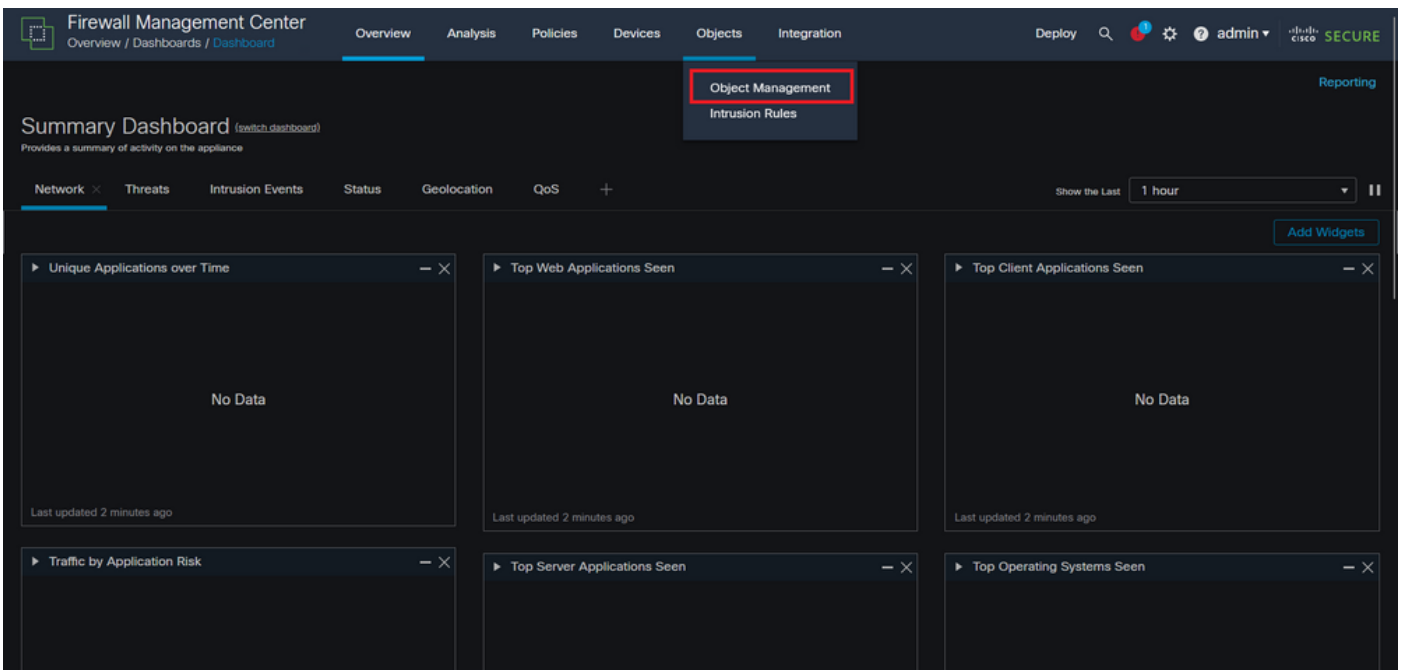 Firewall Management Center
Overview / Dashboards / Dashboard
Overview Analysis Policies Devices Objects Integration
Deploy 1 ? admin cisco SECURE
Object Management
Intrusion Rules
Reporting
Summary Dashboard (switch dashboard)
Provides a summary of activity on the appliance
Network Threats Intrusion Events Status Geolocation QoS +
Show the Last 1 hour
Add Widgets
Unique Applications over Time
No Data
Last updated 2 minutes ago
Top Web Applications Seen
No Data
Last updated 2 minutes ago
Top Client Applications Seen
No Data
Last updated 2 minutes ago
Traffic by Application Risk
Top Server Applications Seen
Top Operating Systems Seen